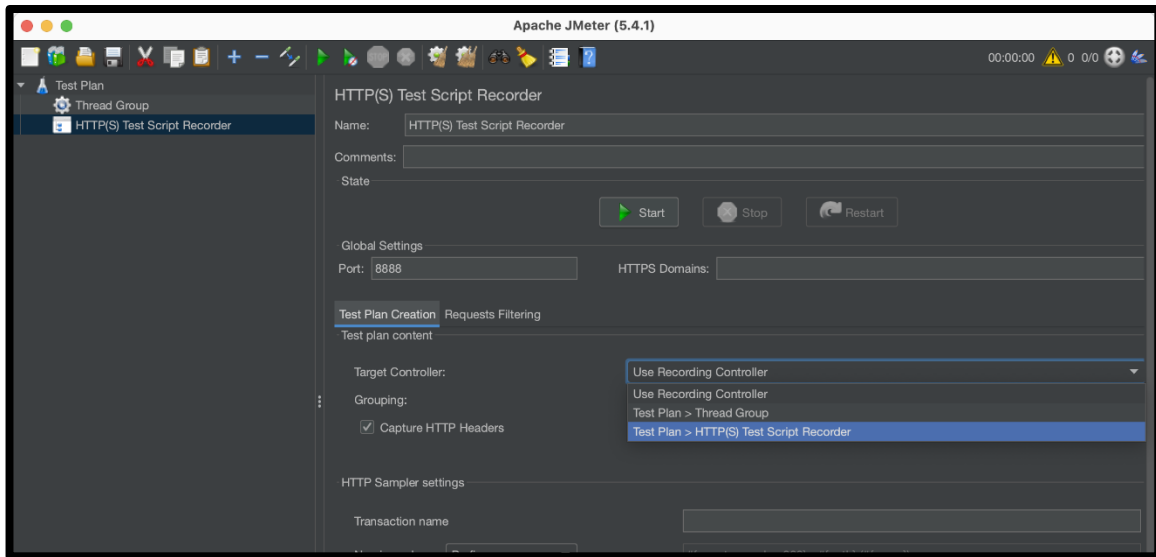 Apache JMeter (5.4.1)
00:00:00 0 0/0
Test Plan
Thread Group
HTTP(S) Test Script Recorder
HTTP(S) Test Script Recorder
Name: HTTP(S) Test Script Recorder
Comments:
State
Start Stop Restart
Global Settings
Port: 8888 HTTPS Domains:
Test Plan Creation Requests Filtering
Test plan content
Target Controller: Use Recording Controller
Use Recording Controller
Grouping:
Test Plan > Thread Group
Capture HTTP Headers
Test Plan > HTTP(S) Test Script Recorder
HTTP Sampler settings
Transaction name